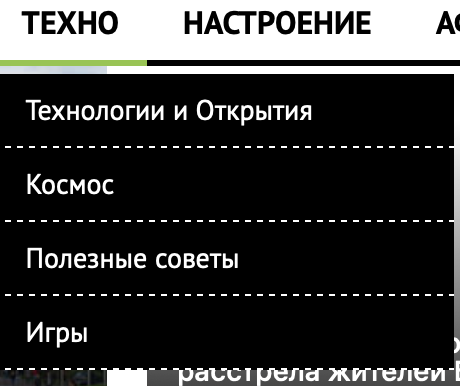 ТЕХНО НАСТРОЕНИЕ
Технологии и Открытия
Космос
Полезные советы
Игры
расстрела жителей